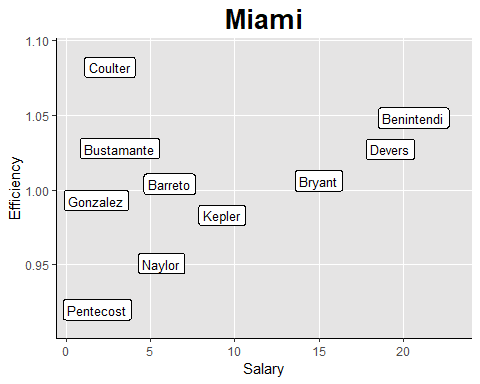 Miami
1.10
Coulter
1.05
Benintendi
Bustamante
Devers
1.00
Bryant
Barreto
Gonzalez
Kepler
0.95
Naylor
Pentecost
Efficiency
0
5
10
15
20
Salary